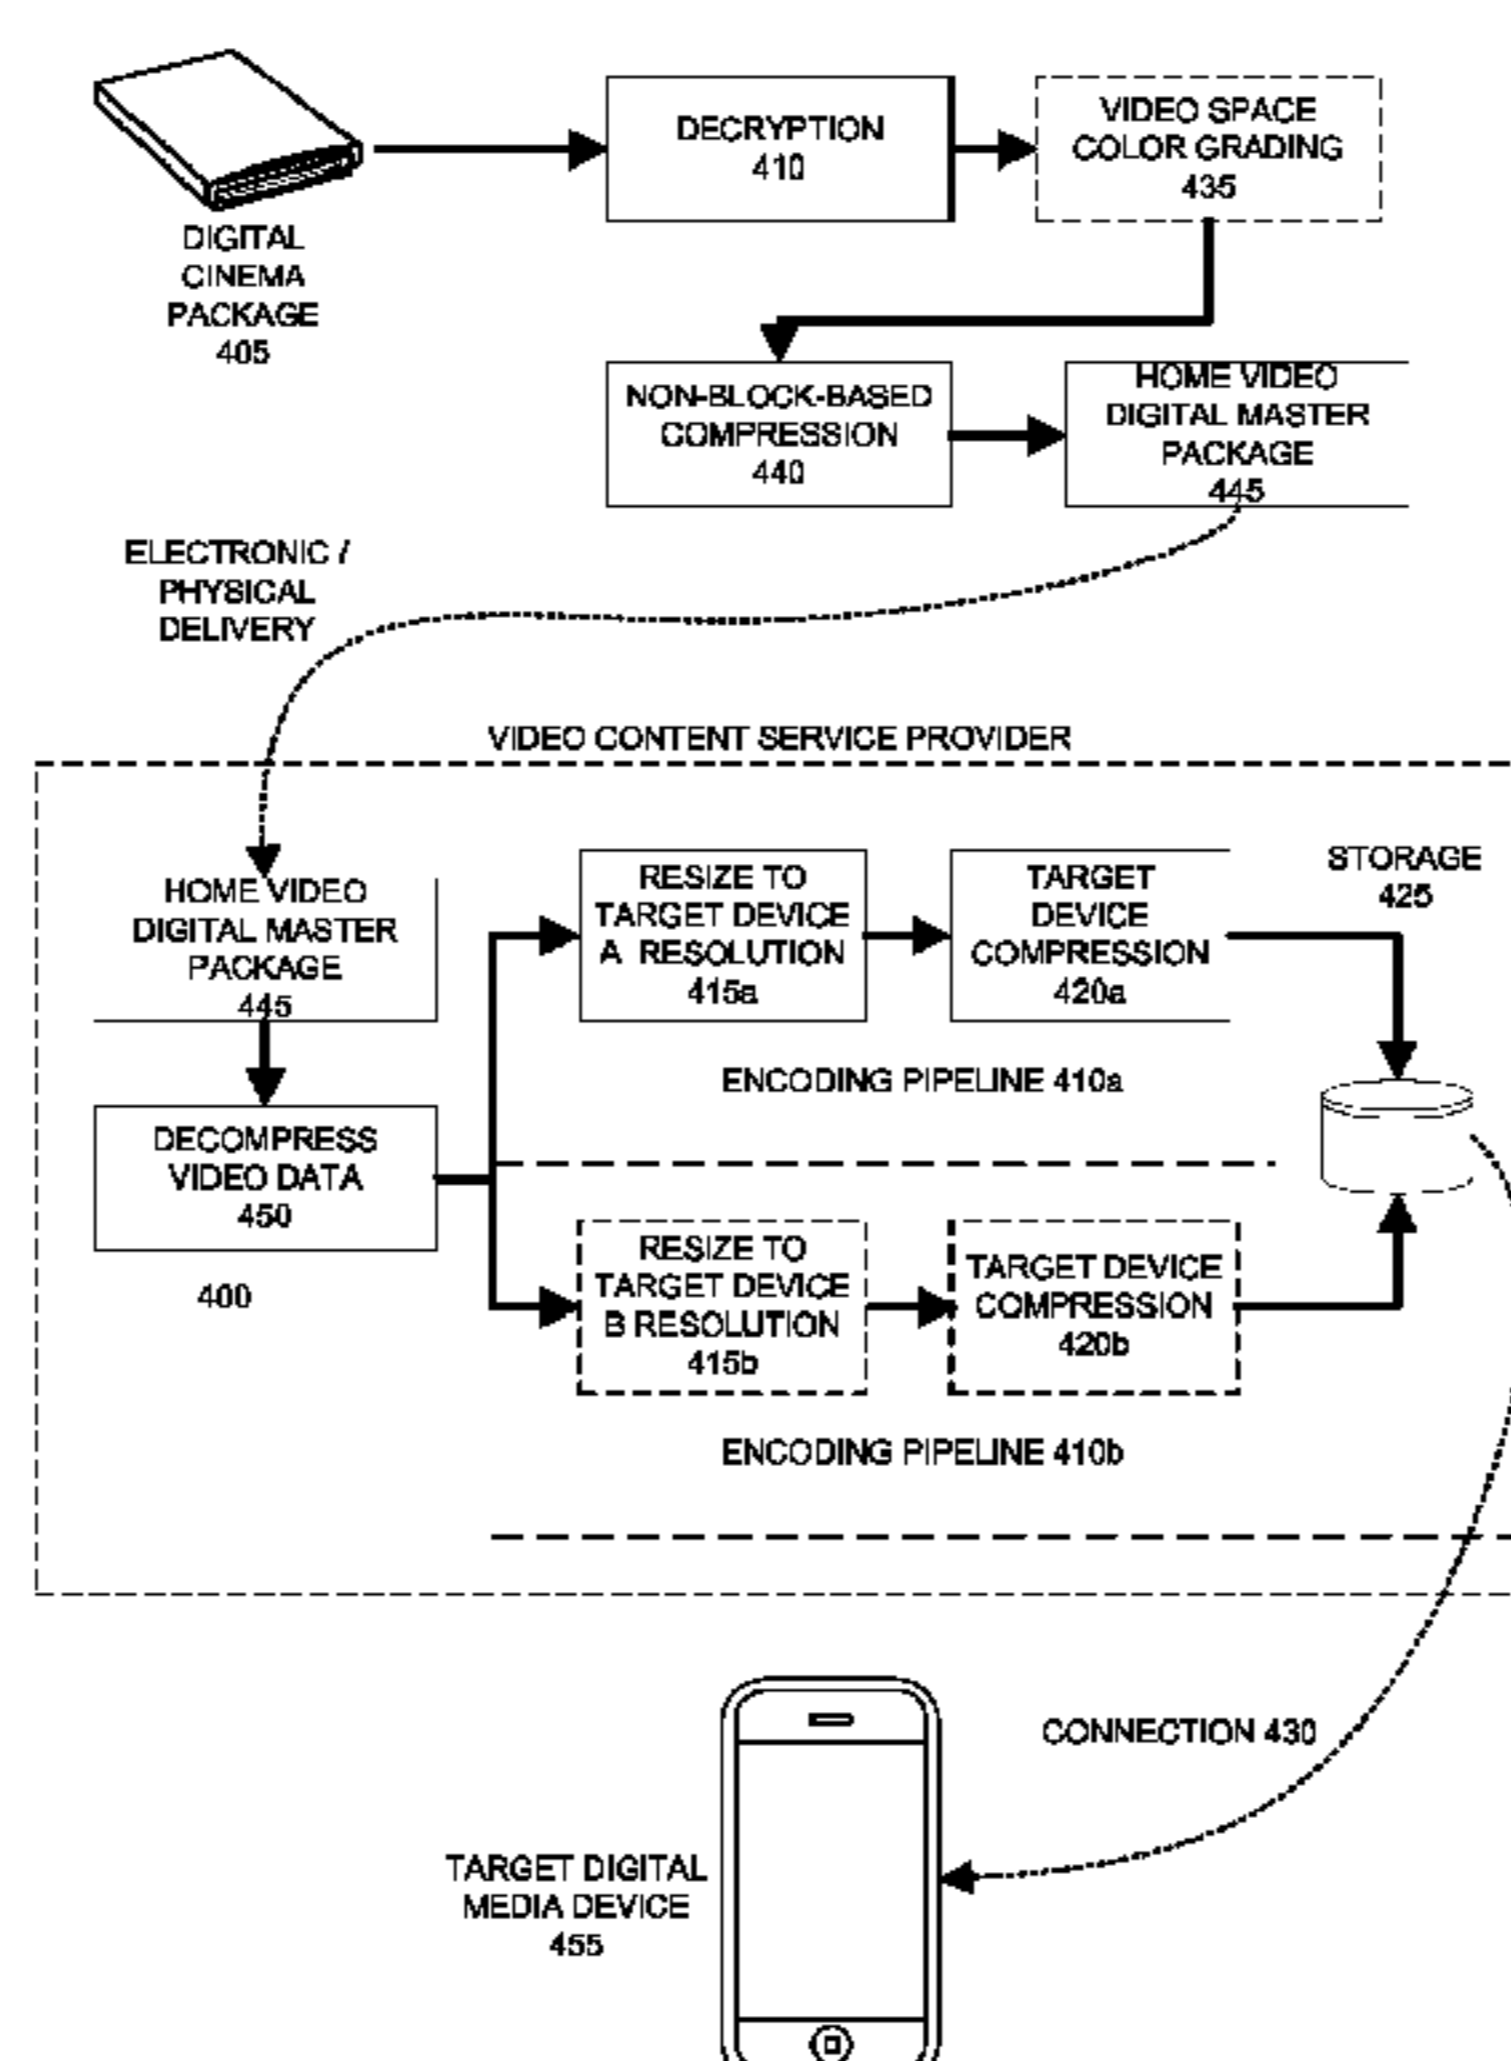 DECRYPTION
410
VIDEO SPACE
COLOR GRADING
435
DIGITAL
CINEMA
PACKAGE
405
NON-BLOCK-BASED
COMPRESSION
440
HOME VIDEO
DIGITAL MASTER
PACKAGE
445
ELECTRONIC /
PHYSICAL
DELIVERY
VIDEO CONTENT SERVICE PROVIDER
HOME VIDEO
DIGITAL MASTER
PACKAGE
445
RESIZE TO
TARGET DEVICE
A RESOLUTION
415a
TARGET
DEVICE
COMPRESSION
420a
STORAGE
425
ENCODING PIPELINE 410a
DECOMPRESS
VIDEO DATA
450
400
RESIZE TO
TARGET DEVICE
B RESOLUTION
415b
TARGET DEVICE
COMPRESSION
420b
ENCODING PIPELINE 410b
CONNECTION 430
TARGET DIGITAL
MEDIA DEVICE
455